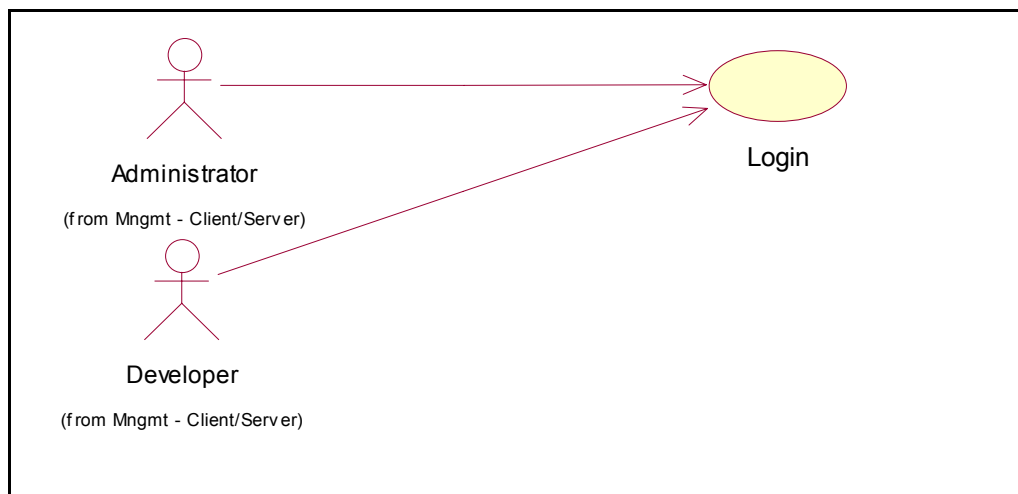 Administrator
(from Mngmt - Client/Server)
Login
Developer
(from Mngmt - Client/Server)